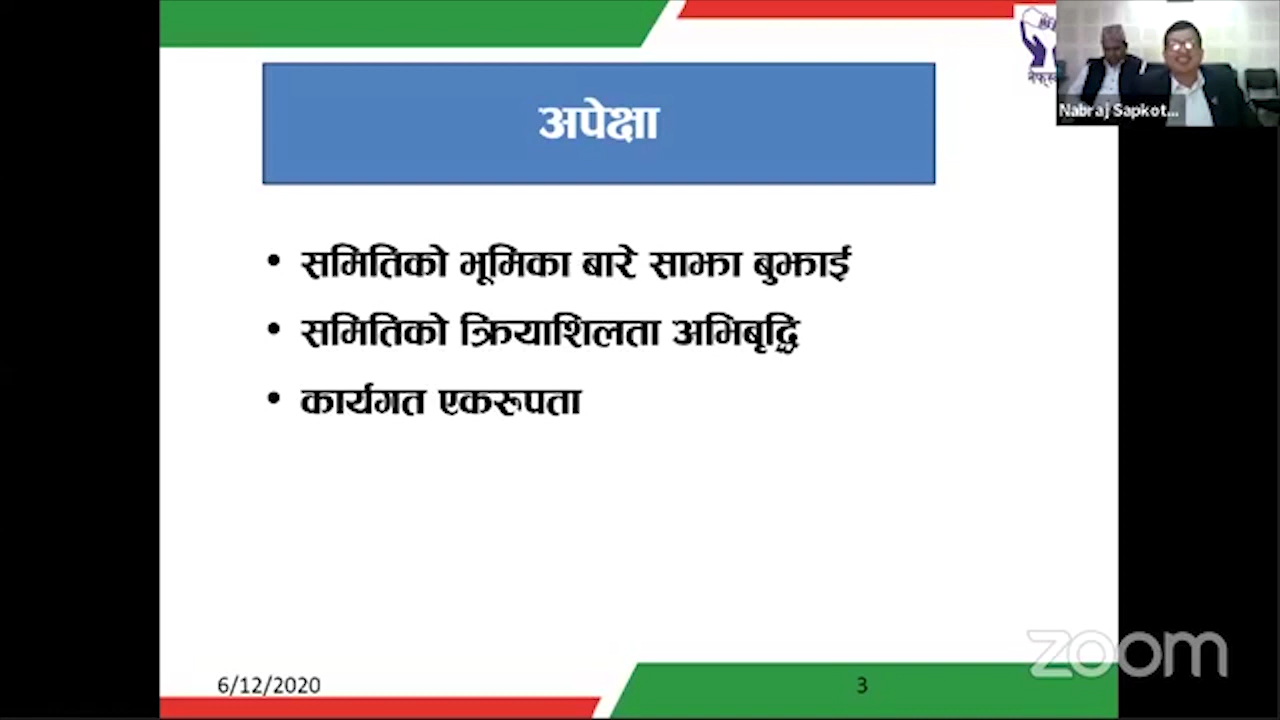 अपेक्षा
Nabraj Sapkot...
• समितिको भूमिका बारे साझा बुझाई
• समितिको क्रियाशिलता अभिबृद्धि
• कार्यगत एकरुपता
zoom
6/12/2020
3